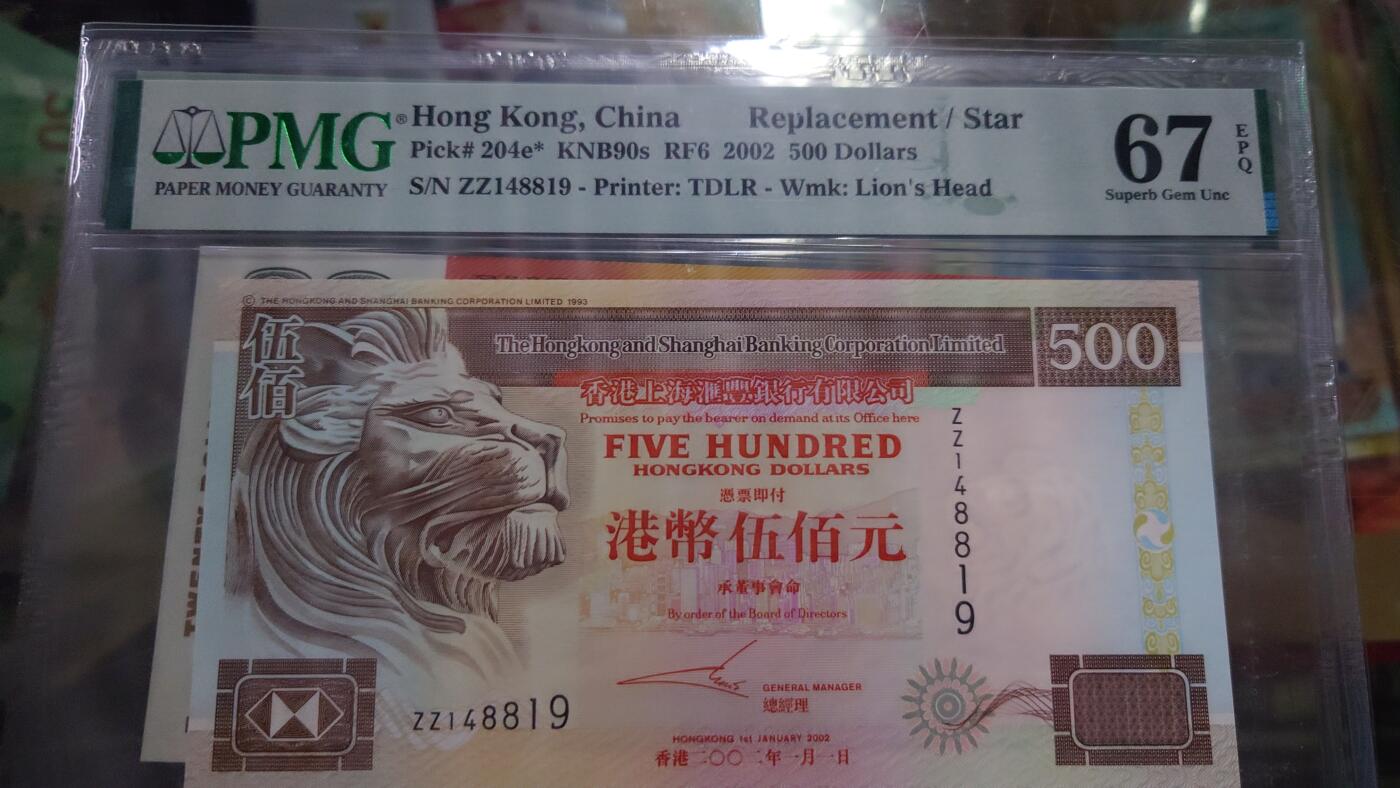 PMG® Hong Kong, China Replacement / Star
PAPER MONEY GUARANTY
Pick# 204e* KNB90s RF6 2002 500 Dollars
S/N ZZ148819 - Printer: TDLR - Wmk: Lion's Head
67 EPQ
Superb Gem Unc
© THE HONGKONG AND SHANGHAI BANKING CORPORATION LIMITED 1993
伍佰
The Hongkong and Shanghai Banking Corporation Limited
500
香港上海滙豐銀行有限公司
Promises to pay the bearer on demand at its Office here
FIVE HUNDRED
HONGKONG DOLLARS
憑票即付
港幣伍佰元
承董事會命
By order of the Board of Directors
ZZ148819
GENERAL MANAGER
總經理
ZZ148819
HONGKONG 1st JANUARY 2002
香港二〇〇二年一月一日
TWENTY